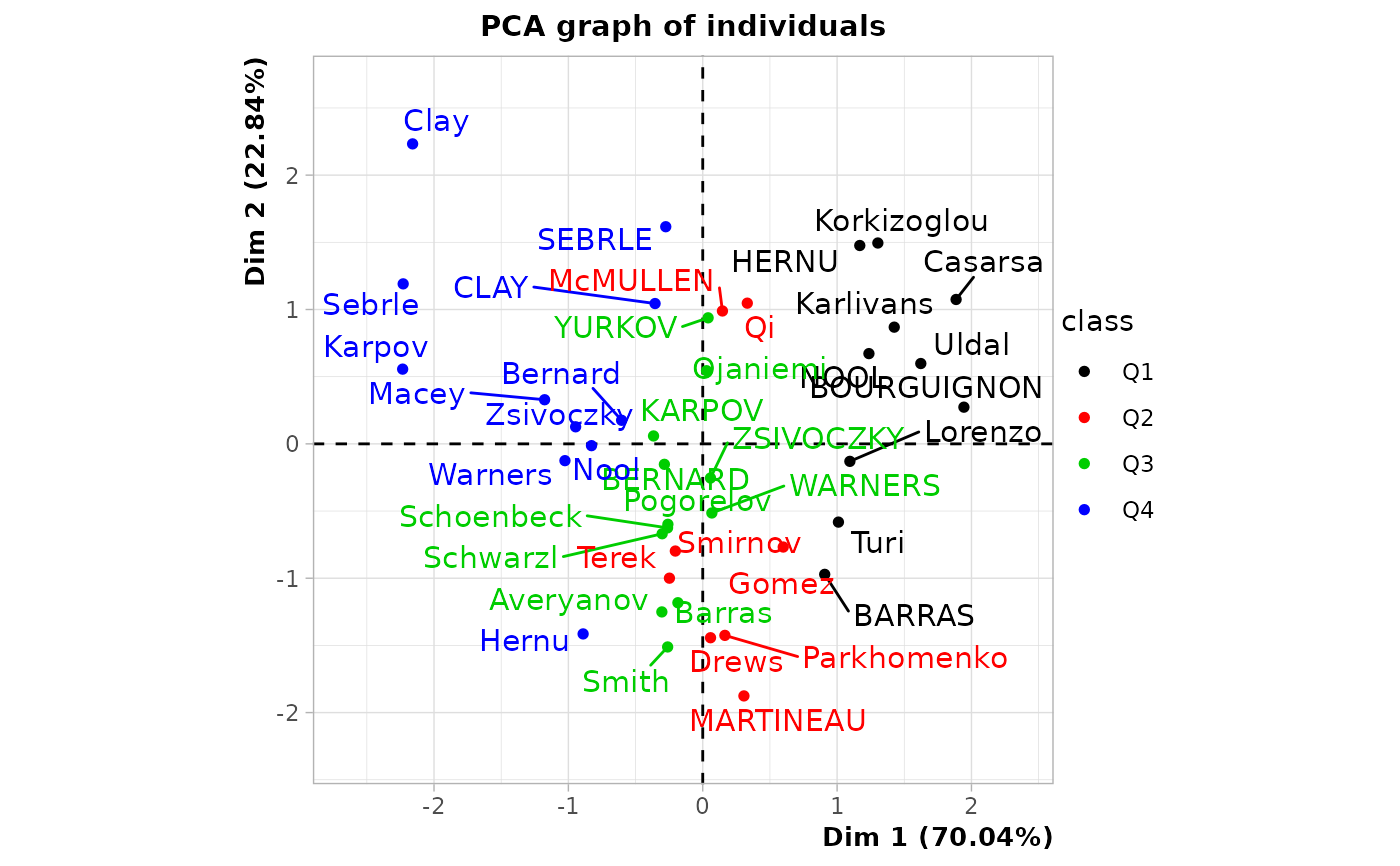 PCA graph of individuals
Dim 2 (22.84%)
Clay
2
Korkizoglou
SEBRLE
HERNU
Casarsa
McMULLEN
CLAY
Sebrle
Karlivans
1
class
YURKOV
Qi
Karpov
Uldal
Ojaniemi
Bernard
NOOL
Q1
BOURGUIGNON
Macey
KARPOV
Zsivoczky
Q2
Lorenzo
ZSIVOCZKY
0
Q3
Nool
Warners
BERNARD
WARNERS
Pogorelov
Q4
Schoenbeck
Smirnov
Turi
Schwarzl
Terek
-1
Gomez
Averyanov
Barras
BARRAS
Hernu
Drews
Parkhomenko
Smith
-2
MARTINEAU
-2 -1 0 1 2
Dim 1 (70.04%)